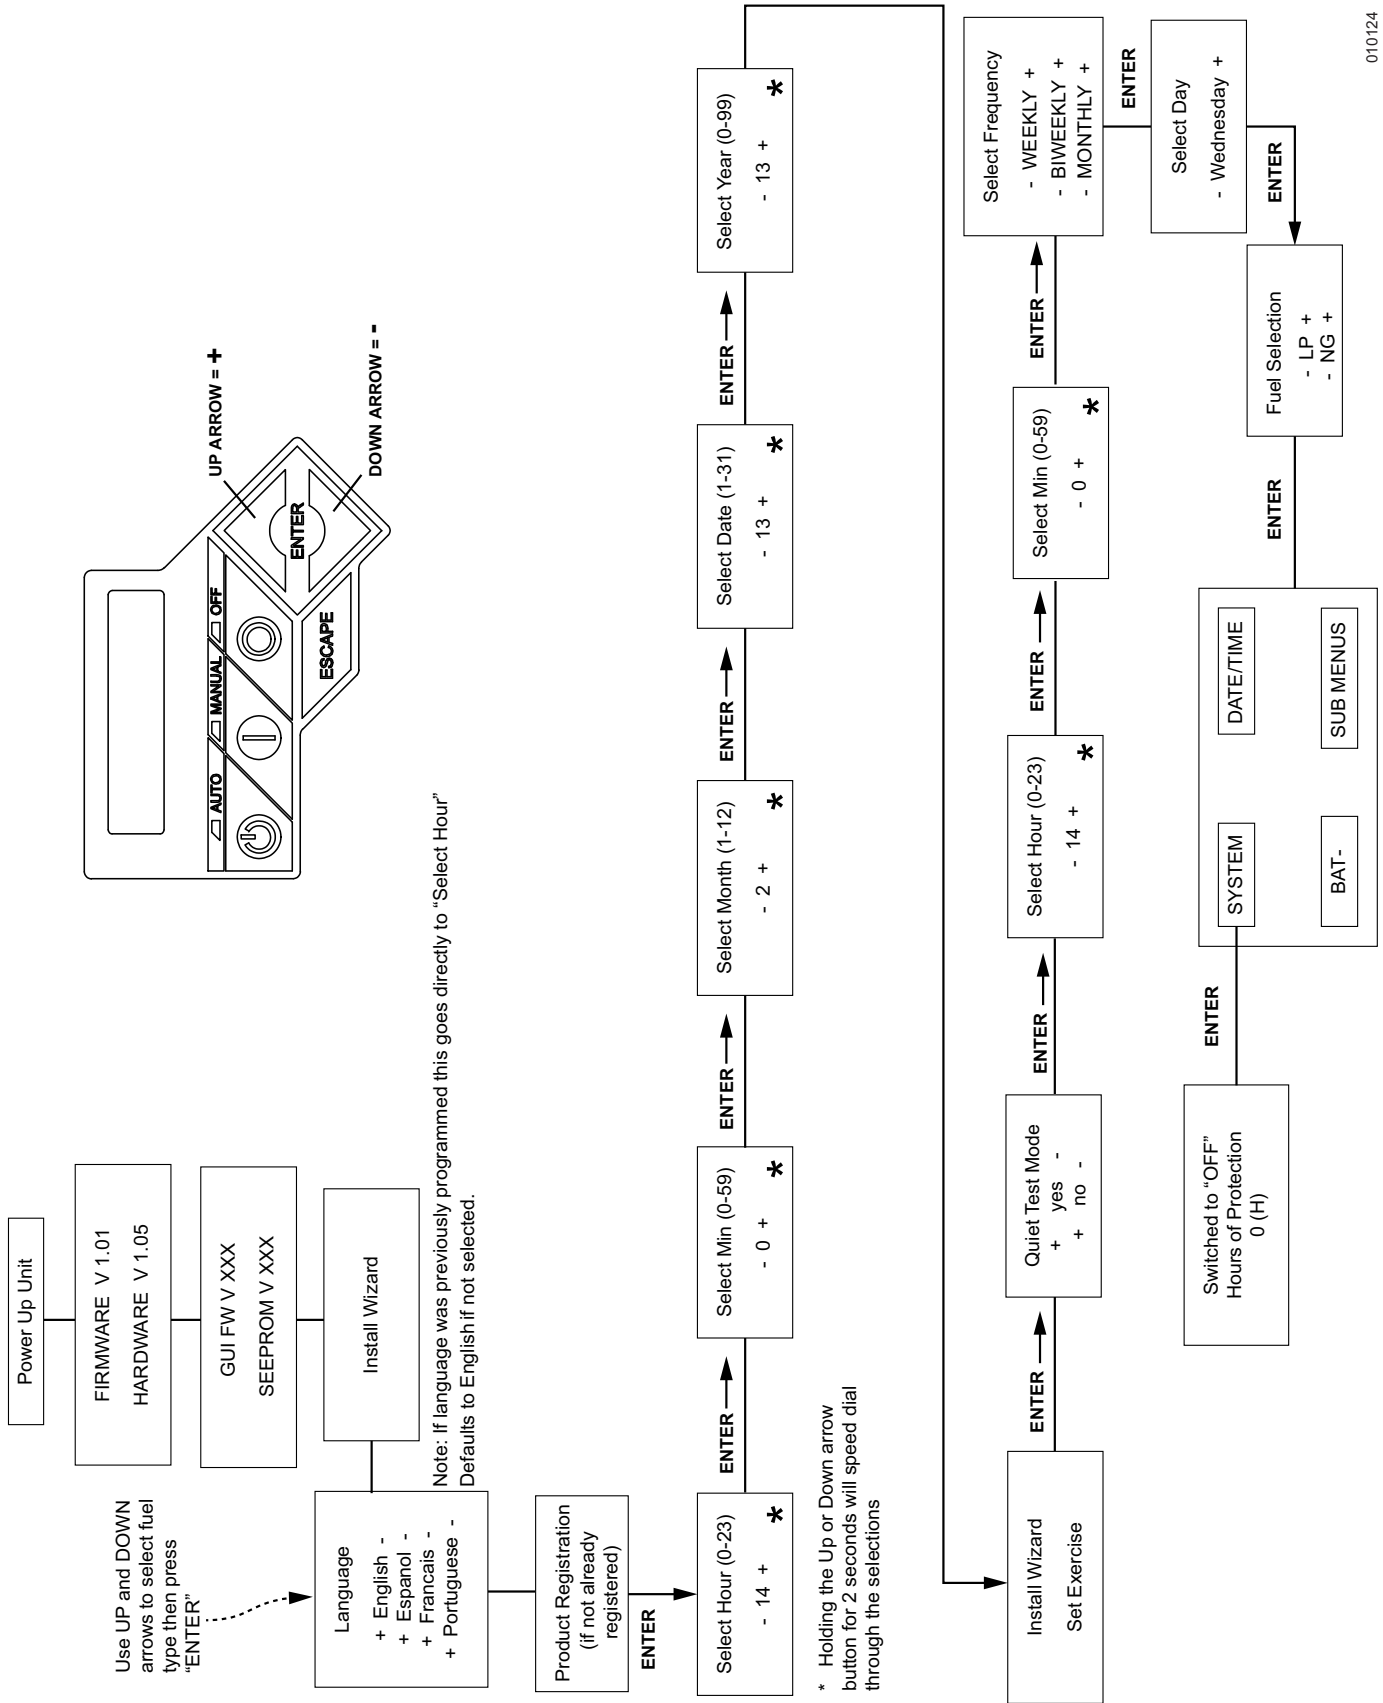 Power Up Unit
FIRMWARE V 1.01
HARDWARE V 1.05
GUI FW V XXX
SEEPROM V XXX
Install Wizard
Use UP and DOWN
arrows to select fuel
type then press
“ENTER”
Language
+ English -
+ Espanol -
+ Francais -
+ Portuguese -
Note: If language was previously programmed this goes directly to “Select Hour”
Defaults to English if not selected.
Product Registration
(if not already
registered)
ENTER
AUTO
MANUAL
OFF
ESCAPE
ENTER
UP ARROW = +
DOWN ARROW = -
Select Hour (0-23)
- 14 +
*
ENTER
Select Min (0-59)
- 0 +
*
ENTER
Select Month (1-12)
- 2 +
*
ENTER
Select Date (1-31)
- 13 +
*
ENTER
Select Year (0-99)
- 13 +
*
* Holding the Up or Down arrow
button for 2 seconds will speed dial
through the selections
Install Wizard
Set Exercise
ENTER
Quiet Test Mode
+ yes -
+ no -
ENTER
Select Hour (0-23)
- 14 +
*
ENTER
Select Min (0-59)
- 0 +
*
ENTER
Select Frequency
- WEEKLY +
- BIWEEKLY +
- MONTHLY +
ENTER
Select Day
- Wednesday +
ENTER
Fuel Selection
- LP +
- NG +
ENTER
SYSTEM
DATE/TIME
BAT-
SUB MENUS
ENTER
Switched to “OFF”
Hours of Protection
0 (H)
010124